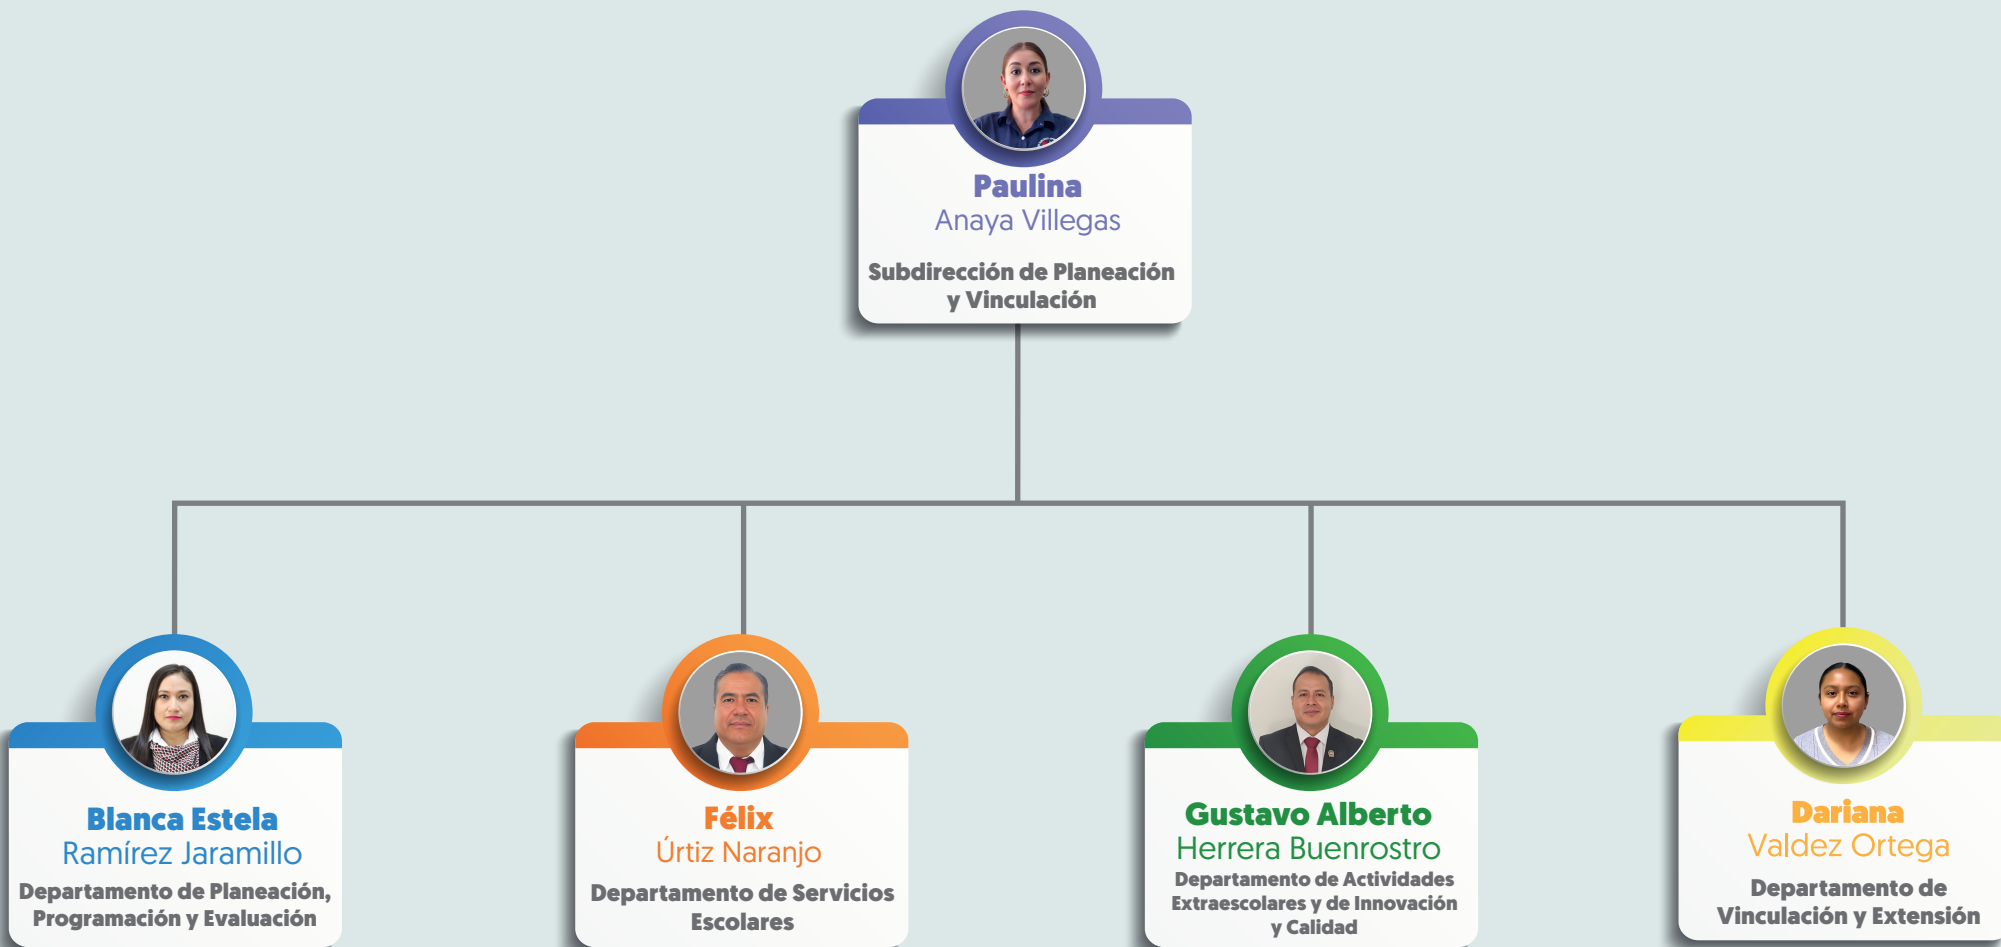 Paulina
Anaya Villegas
Subdirección de Planeación
y Vinculación
Blanca Estela
Ramírez Jaramillo
Departamento de Planeación,
Programación y Evaluación
Félix
Úrtiz Naranjo
Departamento de Servicios
Escolares
Gustavo Alberto
Herrera Buenrostro
Departamento de Actividades
Extraescolares y de Innovación
y Calidad
Dariana
Valdez Ortega
Departamento de
Vinculación y Extensión